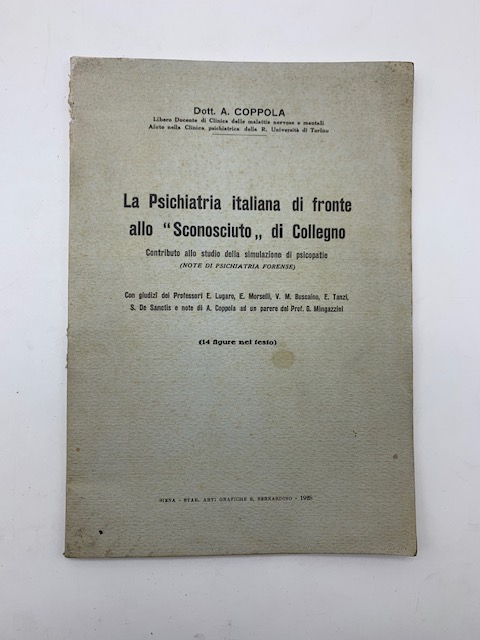 Dott. A. COPPOLA
Libero Docente di Clinica delle malattie nervose e mentali
Aiuto nella Clinica psichiatrica della R. Università di Torino
La Psichiatria italiana di fronte
allo "Sconosciuto„ di Collegno
Contributo allo studio della simulazione di psicopatie
(NOTE DI PSICHIATRIA FORENSE)
Con giudizi dei Professori E. Lugaro, E. Morselli, V. M. Buscaino, E. Tanzi,
S. De Sanctis e note di A. Coppola ad un parere del Prof. G. Mingazzini
(14 figure nel testo)
SIENA - STAB. ARTI GRAFICHE S. BERNARDINO - 1928